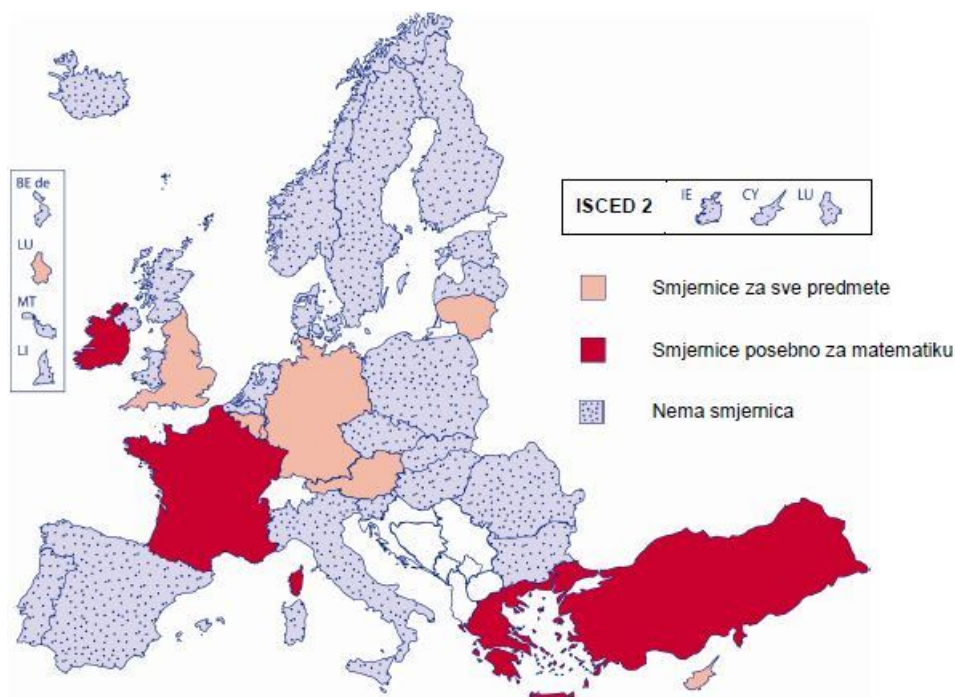 BE de
LU
MT
LI
ISCED 2 IE CY LU
Smjernice za sve predmete
Smjernice posebno za matematiku
Nema smjernica